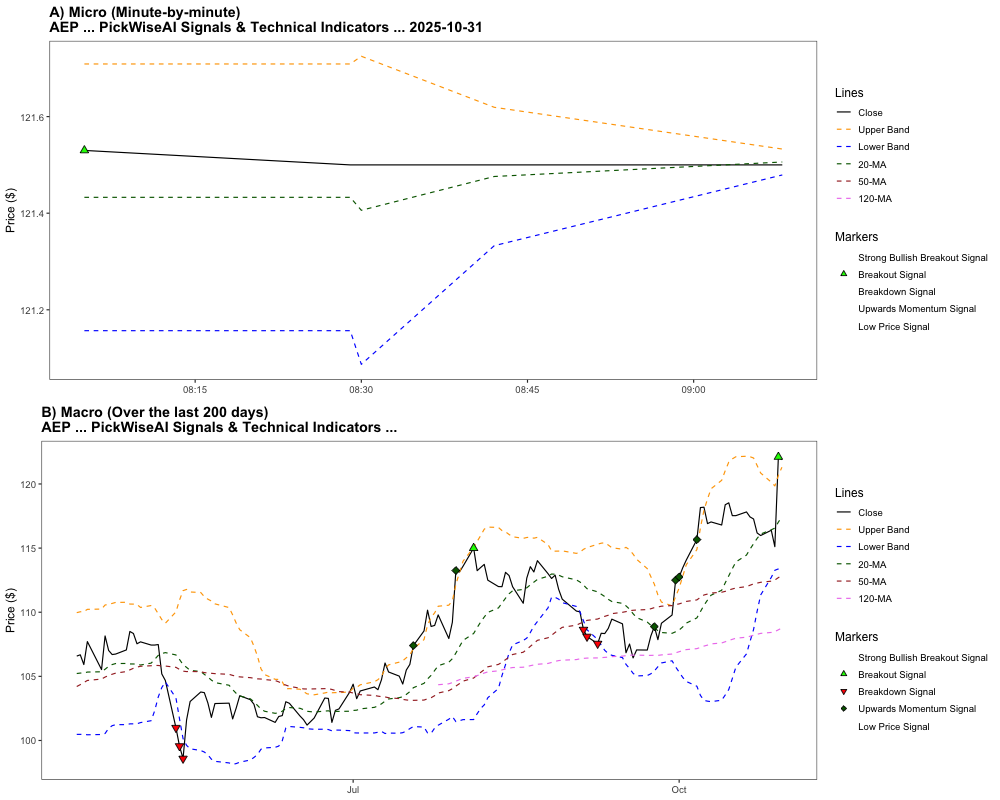 A) Micro (Minute-by-minute)
AEP ... PickWiseAI Signals & Technical Indicators ... 2025-10-31
Price ($)
121.6
121.4
121.2
08:15
08:30
08:45
09:00
Lines
Close
Upper Band
Lower Band
20-MA
50-MA
120-MA
Markers
Strong Bullish Breakout Signal
Breakout Signal
Breakdown Signal
Upwards Momentum Signal
Low Price Signal
B) Macro (Over the last 200 days)
AEP ... PickWiseAI Signals & Technical Indicators ...
Price ($)
120
115
110
105
100
Jul
Oct
Lines
Close
Upper Band
Lower Band
20-MA
50-MA
120-MA
Markers
Strong Bullish Breakout Signal
Breakout Signal
Breakdown Signal
Upwards Momentum Signal
Low Price Signal